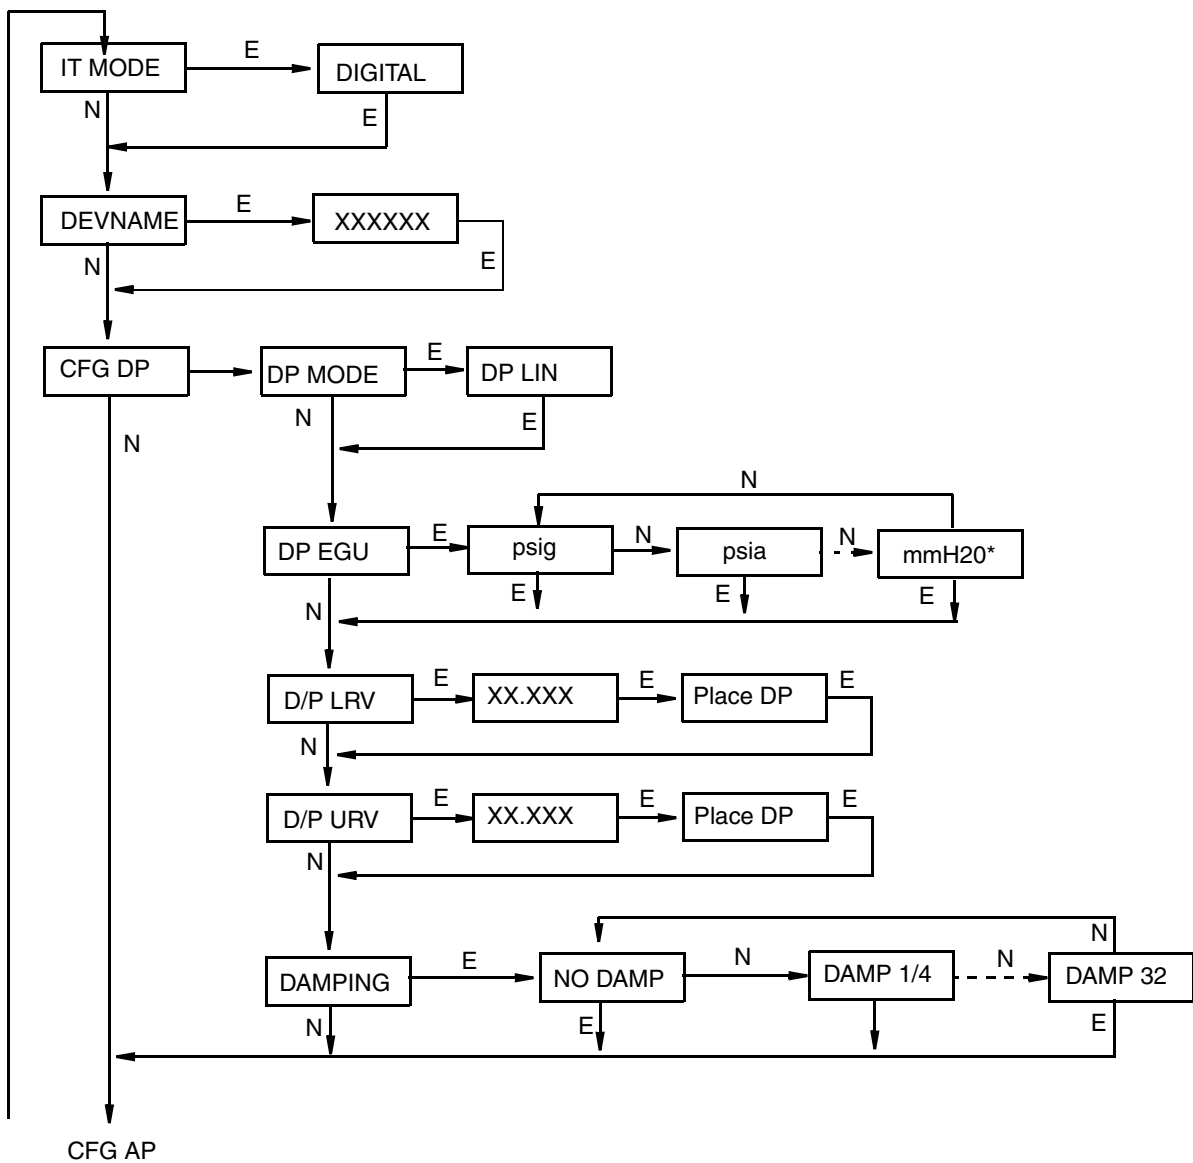 E
IT MODE
DIGITAL
N
E
E
DEVNAME
XXXXXX
N
E
CFG DP
DP MODE
E
DP LIN
N
N
E
N
DP EGU
E
psig
N
psia
N
mmH20*
N
E
E
E
D/P LRV
E
XX.XXX
E
Place DP
E
N
D/P URV
E
XX.XXX
E
Place DP
E
N
N
DAMPING
E
NO DAMP
N
DAMP 1/4
N
DAMP 32
N
E
E
CFG AP